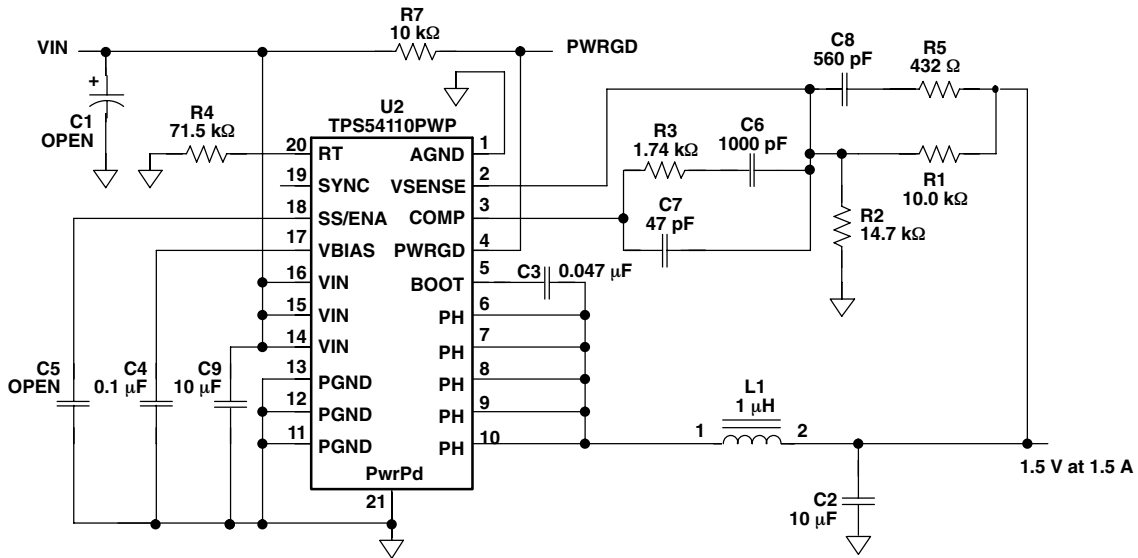 VIN
R7
10 kΩ
PWRGD
C8
560 pF
R5
432 Ω
+
C1
OPEN
R4
71.5 kΩ
U2
TPS54110PWP
R3
1.74 kΩ
C6
1000 pF
R1
10.0 kΩ
C7
47 pF
R2
14.7 kΩ
20 RT
19 SYNC
18 SS/ENA
17 VBIAS
16 VIN
15 VIN
14 VIN
13 PGND
12 PGND
11 PGND
AGND 1
VSENSE 2
COMP 3
PWRGD 4
BOOT 5
PH 6
PH 7
PH 8
PH 9
PH 10
PwrPd
21
C3 0.047 μF
C5
OPEN
C4
0.1 μF
C9
10 μF
L1
1 μH
1 2
1.5 V at 1.5 A
C2
10 μF